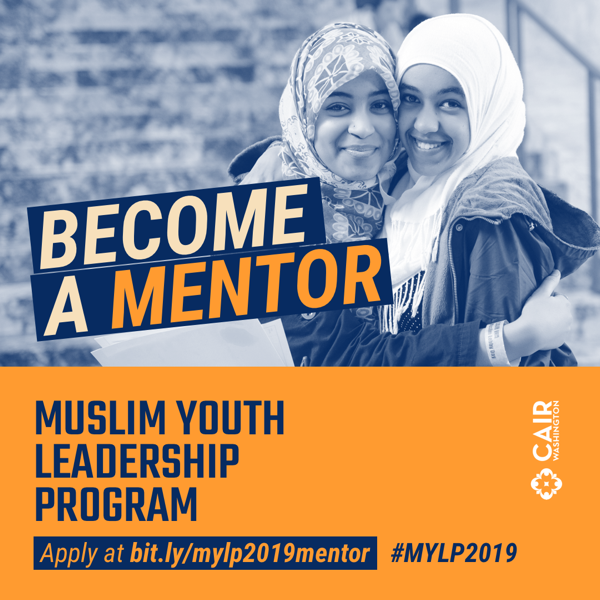 BECOME
A MENTOR
MUSLIM YOUTH
LEADERSHIP
PROGRAM
Apply at bit.ly/mylp2019mentor
#MYLP2019
CAIR
WASHINGTON